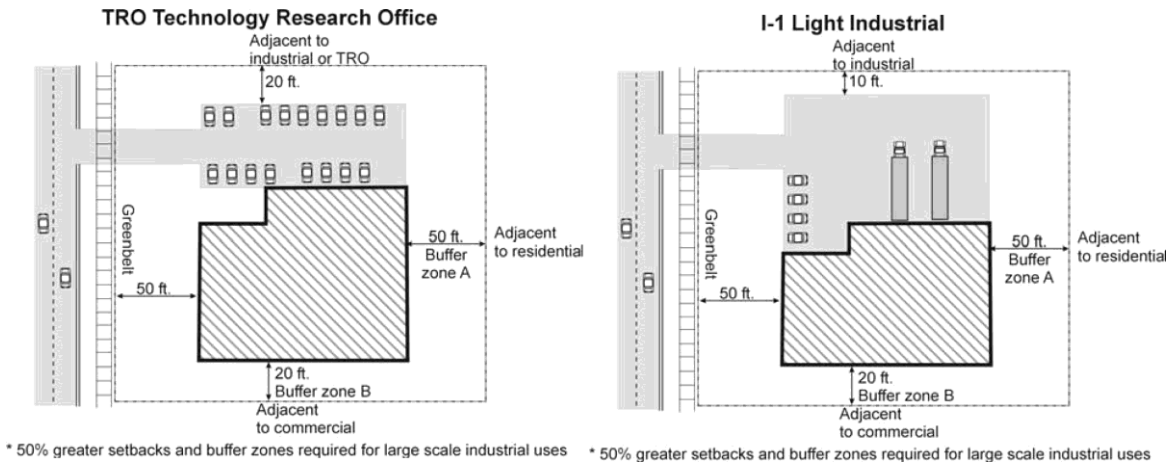 TRO Technology Research Office
Adjacent to
industrial or TRO
20 ft.
Greenbelt
50 ft.
50 ft.
Buffer
zone A
Adjacent
to residential
20 ft.
Buffer zone B
Adjacent
to commercial
* 50% greater setbacks and buffer zones required for large scale industrial uses
I-1 Light Industrial
Adjacent
to industrial
10 ft.
Greenbelt
50 ft.
50 ft.
Buffer
zone A
Adjacent
to residential
20 ft.
Buffer zone B
Adjacent
to commercial
* 50% greater setbacks and buffer zones required for large scale industrial uses